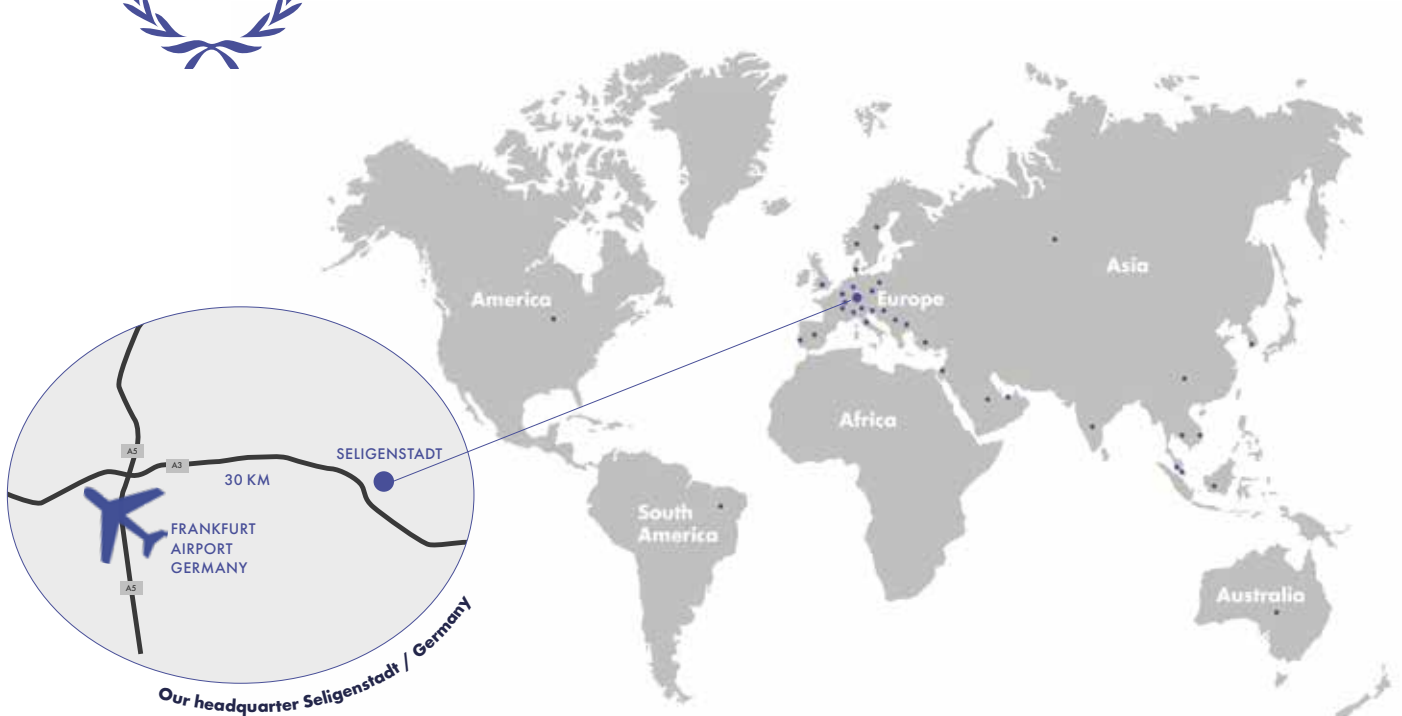 America
Europe
Asia
Africa
South
America
Australia
A5
A3
SELIGENSTADT
30 KM
FRANKFURT
AIRPORT
GERMANY
A5
Our headquarter Seligenstadt / Germany